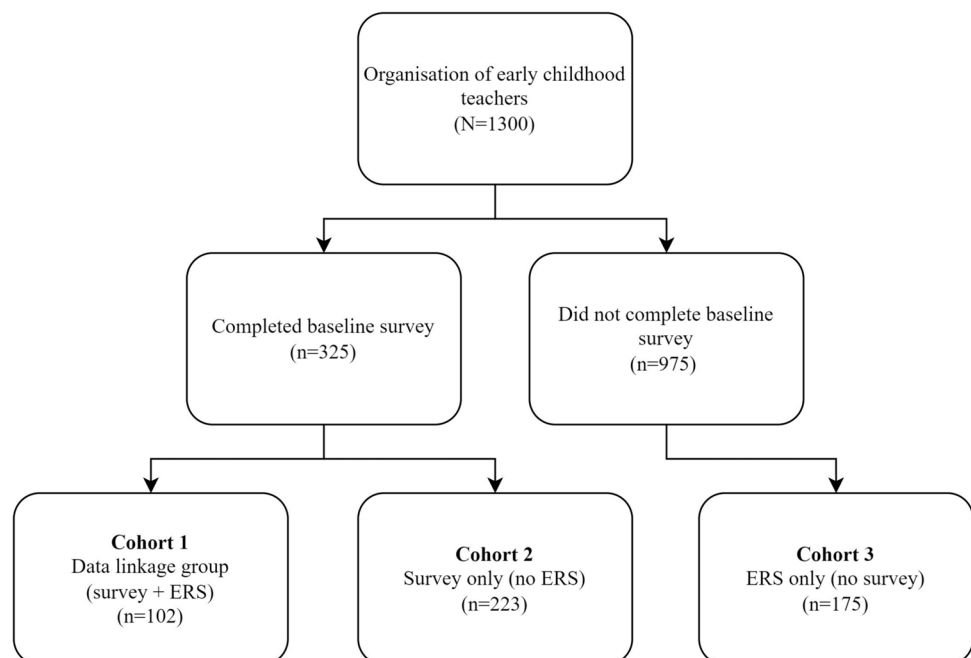 Organisation of early childhood
teachers
(N=1300)
Completed baseline survey
(n=325)
Did not complete baseline
survey
(n=975)
Cohort 1
Data linkage group
(survey + ERS)
(n=102)
Cohort 2
Survey only (no ERS)
(n=223)
Cohort 3
ERS only (no survey)
(n=175)